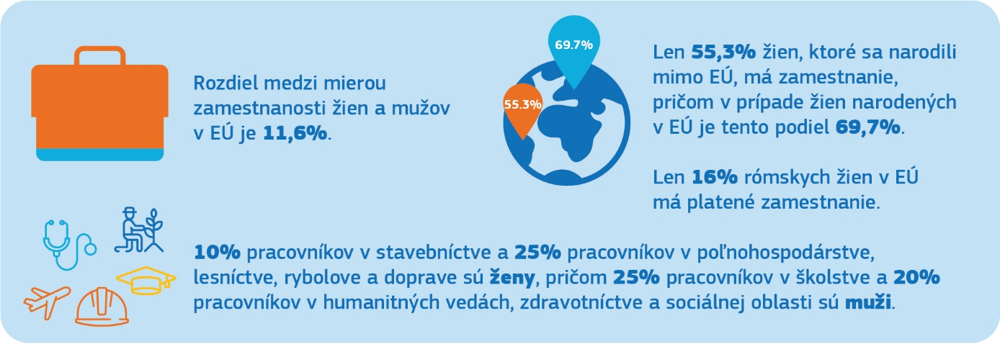 Rozdiel medzi mierou
zamestnanosti žien a mužov
v EÚ je 11,6%.
69.7%
55.3%
Len 55,3% žien, ktoré sa narodili
mimo EÚ, má zamestnanie,
pričom v prípade žien narodených
v EÚ je tento podiel 69,7%.
Len 16% rómskych žien v EÚ
má platené zamestnanie.
10% pracovníkov v stavebníctve a 25% pracovníkov v poľnohospodárstve,
lesníctve, rybolove a doprave sú ženy, pričom 25% pracovníkov v školstve a 20%
pracovníkov v humanitných vedách, zdravotníctve a sociálnej oblasti sú muži.